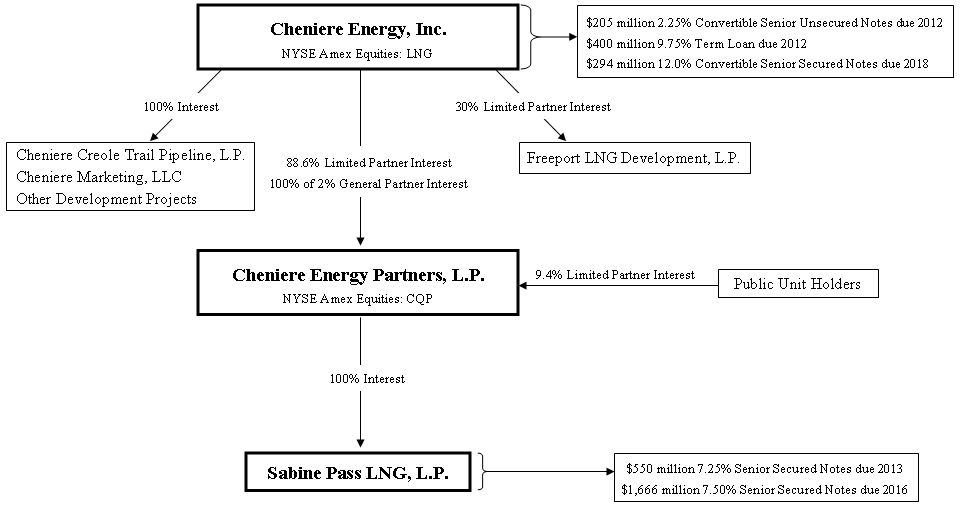 Cheniere Energy, Inc.
NYSE Amex Equities: LNG
$205 million 2.25% Convertible Senior Unsecured Notes due 2012
$400 million 9.75% Term Loan due 2012
$294 million 12.0% Convertible Senior Secured Notes due 2018
100% Interest
30% Limited Partner Interest
Cheniere Creole Trail Pipeline, L.P.
Cheniere Marketing, LLC
Other Development Projects
88.6% Limited Partner Interest
100% of 2% General Partner Interest
Freeport LNG Development, L.P.
Cheniere Energy Partners, L.P.
NYSE Amex Equities: CQP
9.4% Limited Partner Interest
Public Unit Holders
100% Interest
Sabine Pass LNG, L.P.
$550 million 7.25% Senior Secured Notes due 2013
$1,666 million 7.50% Senior Secured Notes due 2016